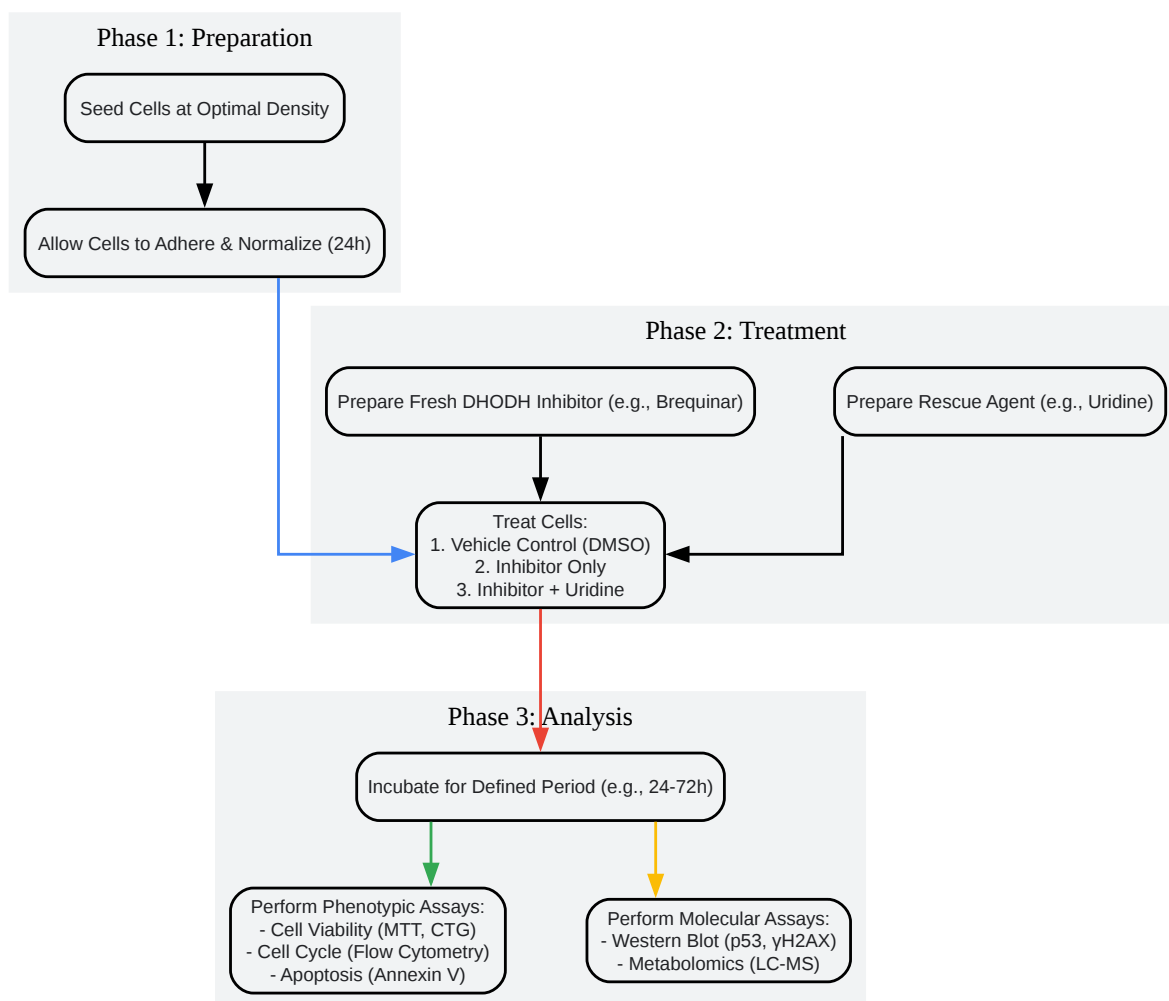 Phase 1: Preparation
Seed Cells at Optimal Density
Allow Cells to Adhere & Normalize (24h)
Phase 2: Treatment
Prepare Fresh DHODH Inhibitor (e.g., Brequinar)
Prepare Rescue Agent (e.g., Uridine)
Treat Cells:
1. Vehicle Control (DMSO)
2. Inhibitor Only
3. Inhibitor + Uridine
Phase 3: Analysis
Incubate for Defined Period (e.g., 24-72h)
Perform Phenotypic Assays:
- Cell Viability (MTT, CTG)
- Cell Cycle (Flow Cytometry)
- Apoptosis (Annexin V)
Perform Molecular Assays:
- Western Blot (p53, γH2AX)
- Metabolomics (LC-MS)